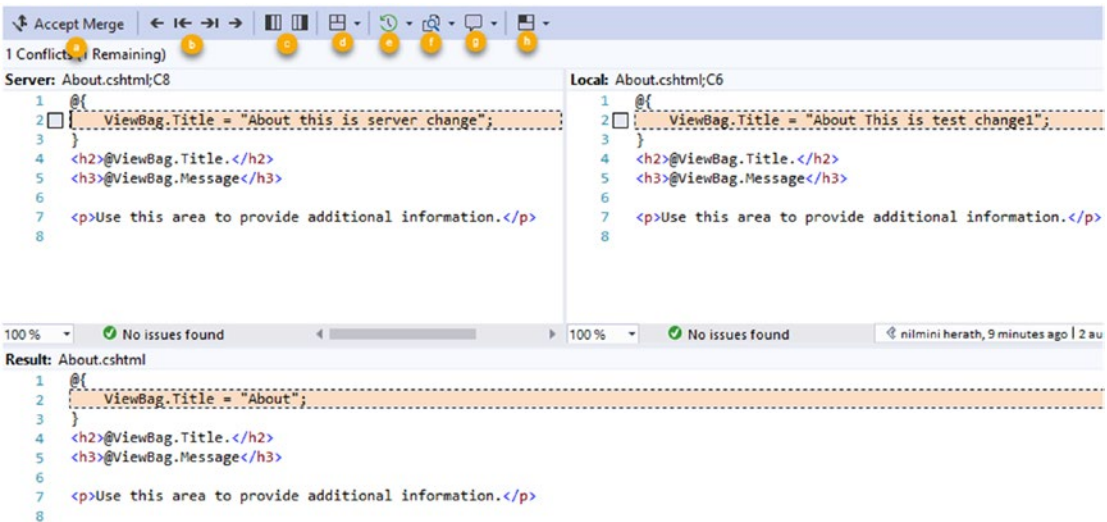 Accept Merge
a b c d e f g h
1 Conflicts (1 Remaining)
Server: About.cshtml;C8
1 @{
2 ViewBag.Title = "About this is server change";
3 }
4 <h2>@ViewBag.Title.</h2>
5 <h3>@ViewBag.Message</h3>
6
7 <p>Use this area to provide additional information.</p>
8
100 % No issues found
Local: About.cshtml;C6
1 @{
2 ViewBag.Title = "About This is test change1";
3 }
4 <h2>@ViewBag.Title.</h2>
5 <h3>@ViewBag.Message</h3>
6
7 <p>Use this area to provide additional information.</p>
8
100 % No issues found nilmini herath, 9 minutes ago | 2 au
Result: About.cshtml
1 @{
2 ViewBag.Title = "About";
3 }
4 <h2>@ViewBag.Title.</h2>
5 <h3>@ViewBag.Message</h3>
6
7 <p>Use this area to provide additional information.</p>
8